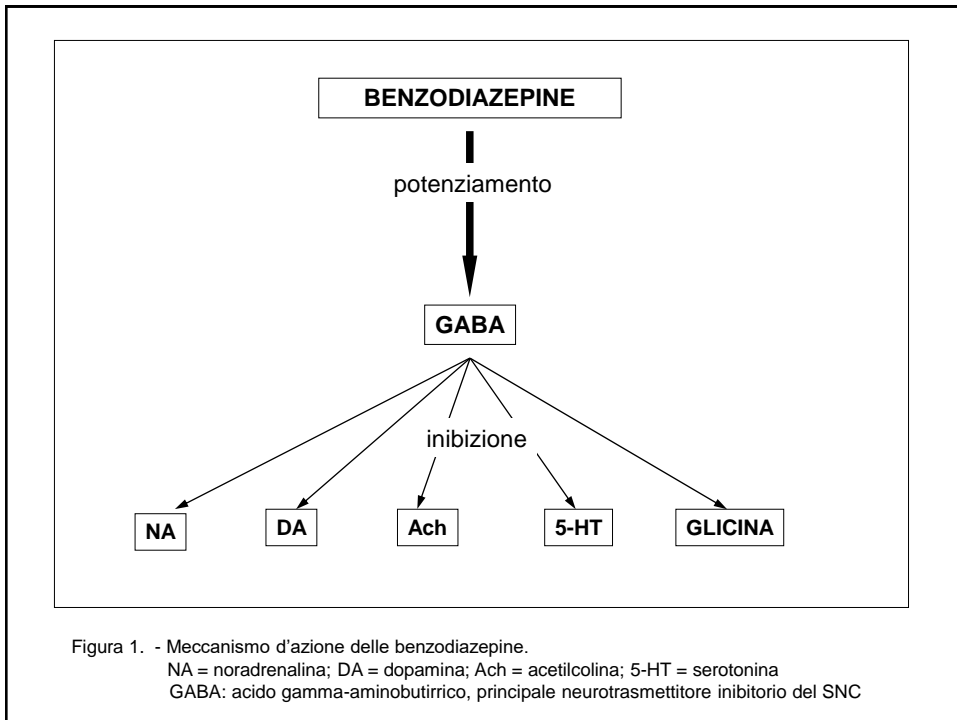 BENZODIAZEPINE
potenziamento
GABA
inibizione
NA DA Ach 5-HT GLICINA
Figura 1. - Meccanismo d'azione delle benzodiazepine.
NA = noradrenalina; DA = dopamina; Ach = acetilcolina; 5-HT = serotonina
GABA: acido gamma-aminobutirrico, principale neurotrasmettitore inibitorio del SNC